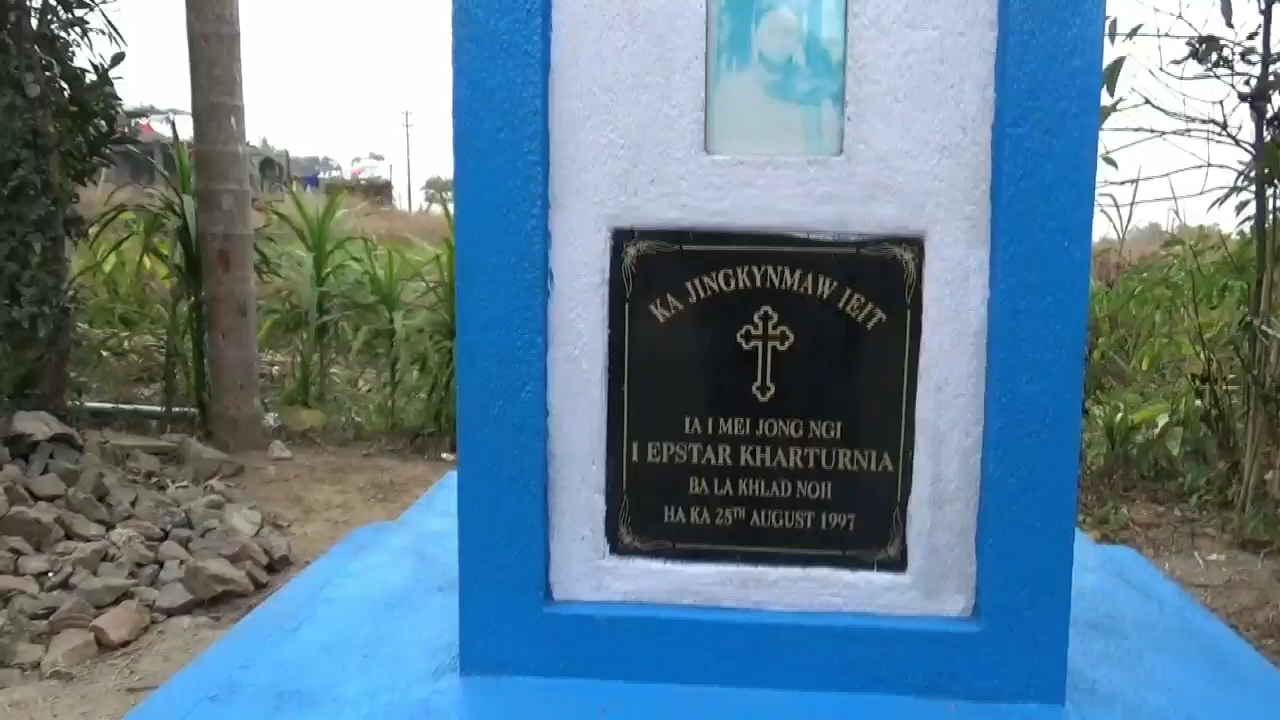 KA JINGKYNMAW IEIT
IA I MEI JONG NGI
I EPSTAR KHARTURNIA
BA LA KHLAD NOH
HA KA 25TH AUGUST 1997